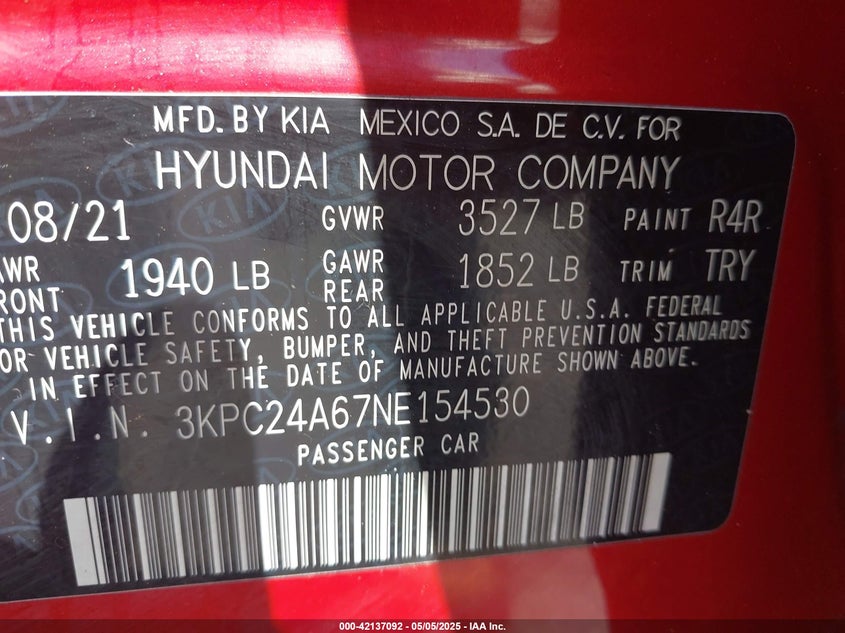 MFD. BY KIA MEXICO S.A. DE C.V. FOR
HYUNDAI MOTOR COMPANY
08/21 GVWR 3527 LB PAINT R4R
AWR FRONT 1940 LB GAWR REAR 1852 LB TRIM TRY
THIS VEHICLE CONFORMS TO ALL APPLICABLE U.S.A. FEDERAL
OR VEHICLE SAFETY, BUMPER, AND THEFT PREVENTION STANDARDS
IN EFFECT ON THE DATE OF MANUFACTURE SHOWN ABOVE.
V.I.N. 3KPC24A67NE154530
PASSENGER CAR
000-42137092 / 05/05/2025 - IAA Inc.